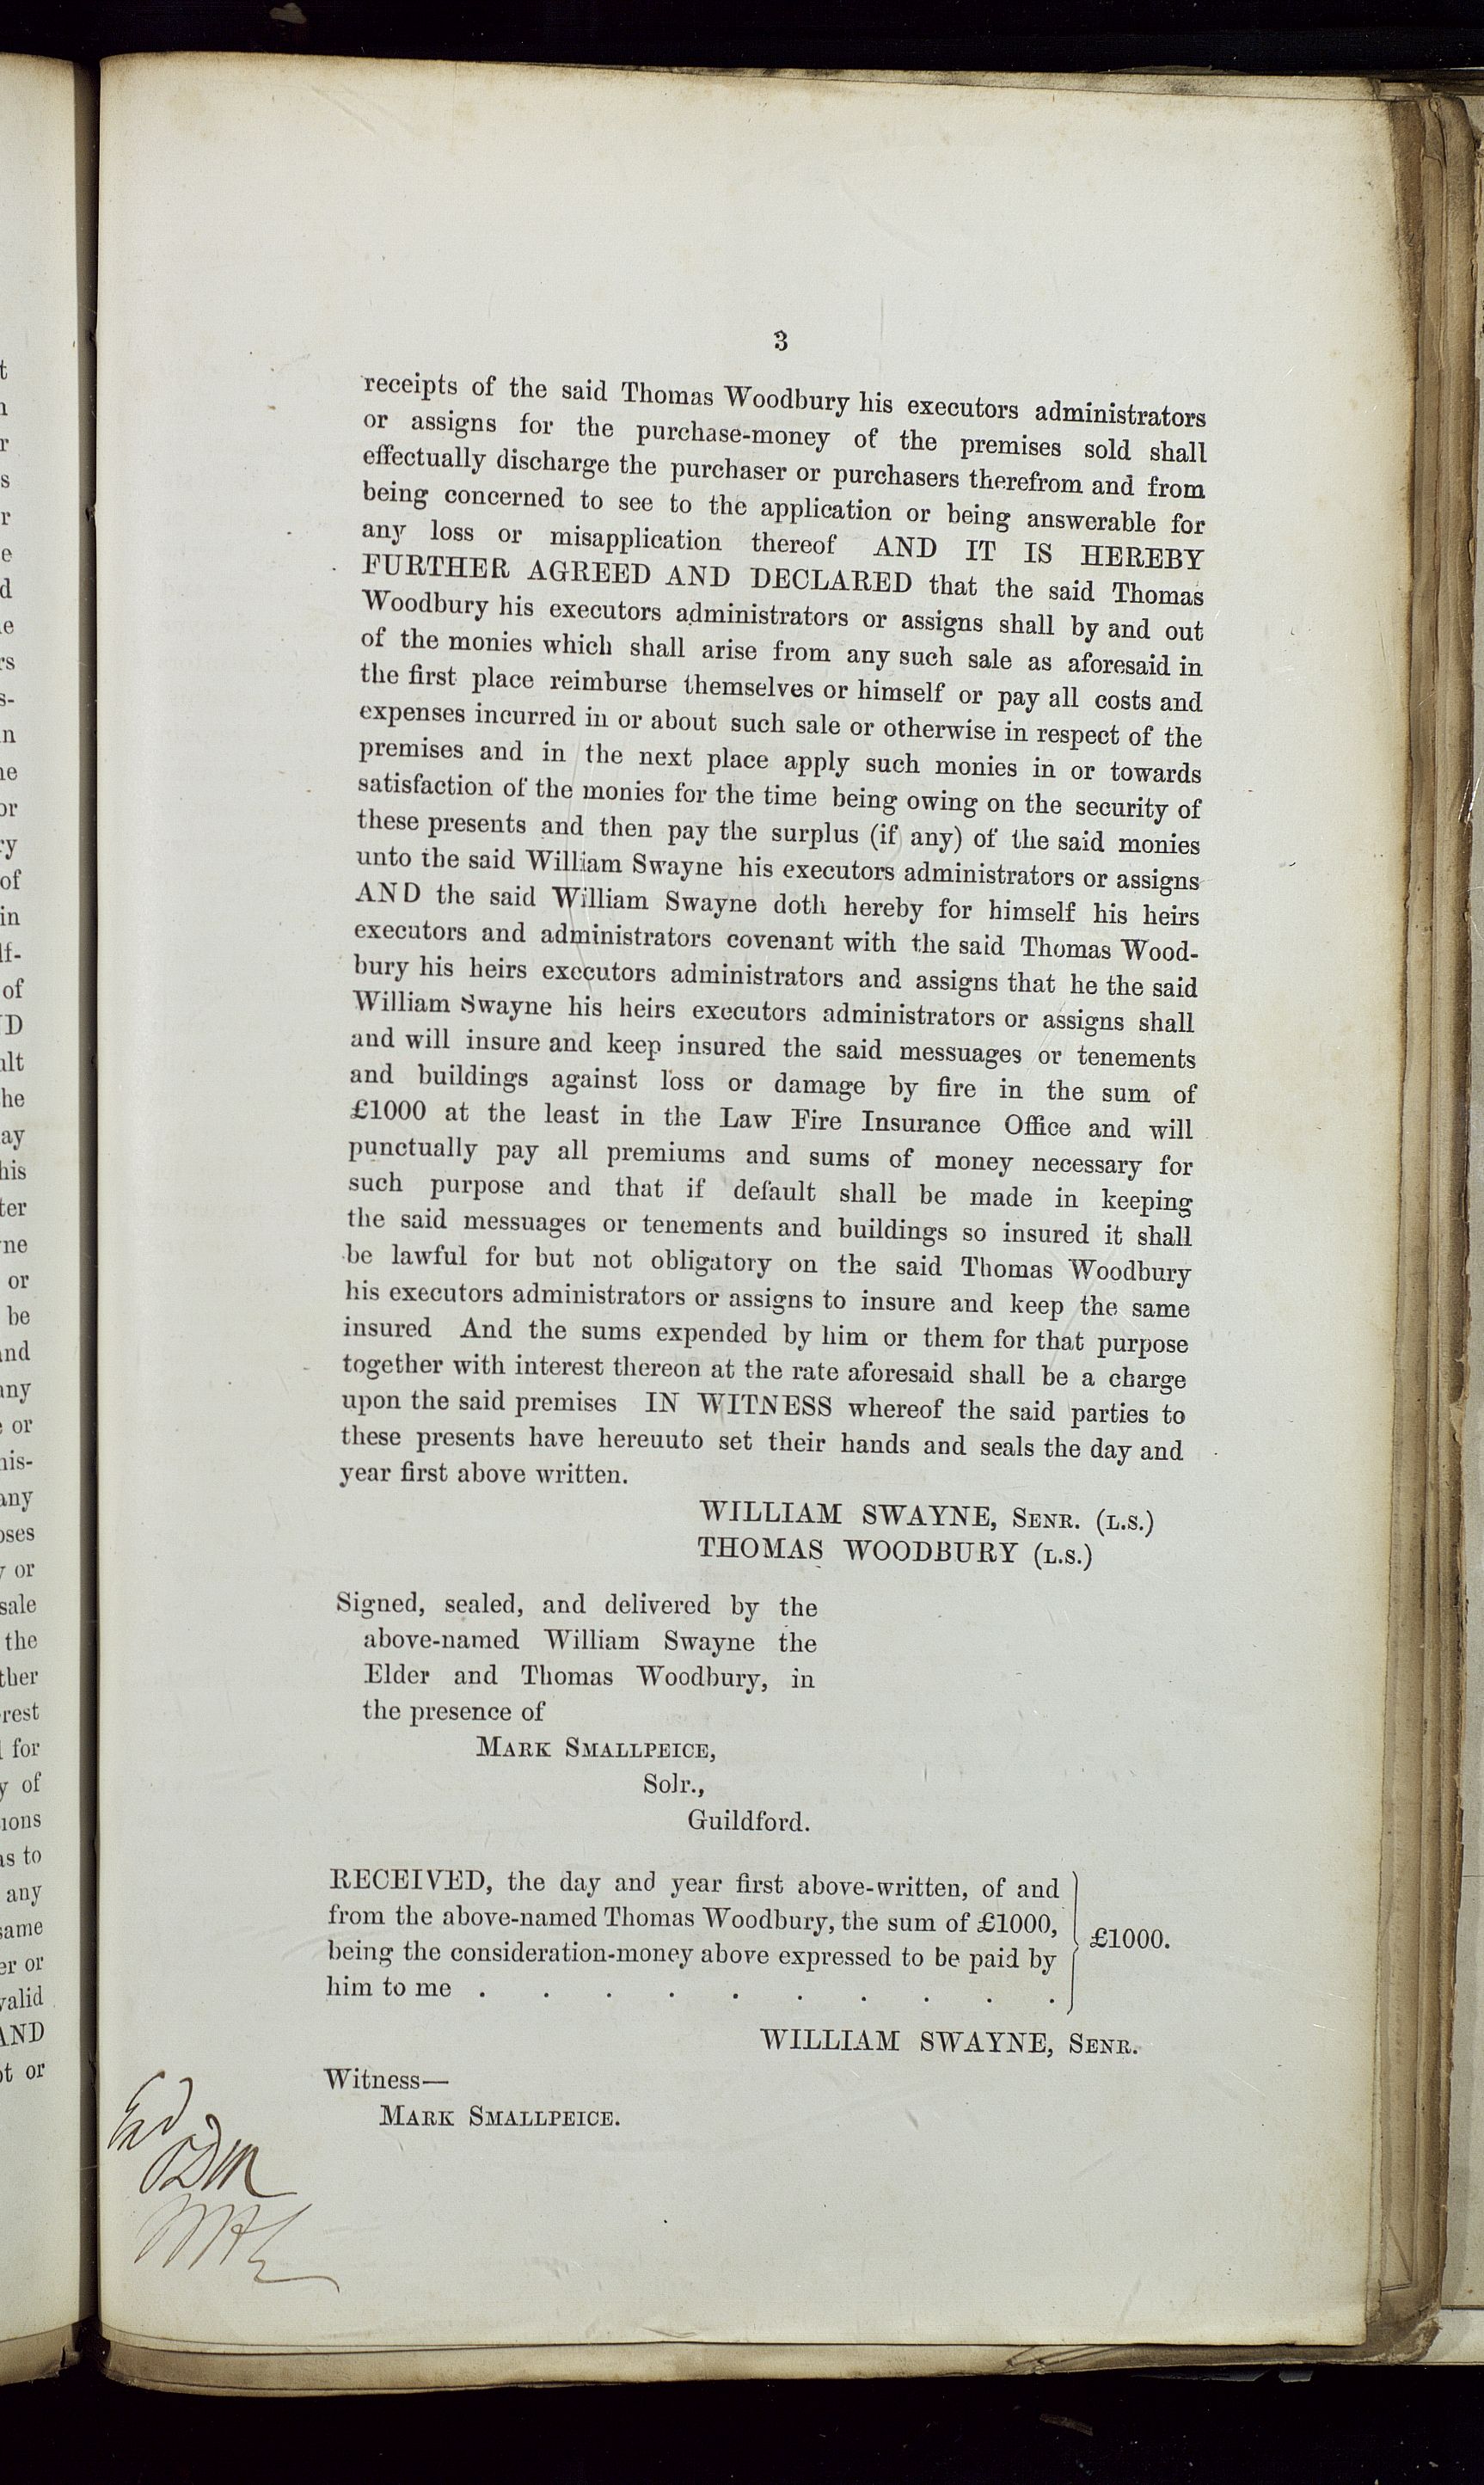 3
receipts of the said Thomas Woodbury his executors administrators
or assigns for the purchase-money of the premises sold shall
effectually discharge the purchaser or purchasers therefrom and from
being concerned to see to the application or being answerable for
any loss or misapplication thereof AND IT IS HEREBY
FURTHER AGREED AND DECLARED that the said Thomas
Woodbury his executors administrators or assigns shall by and out
of the monies which shall arise from any such sale as aforesaid in
the first place reimburse themselves or himself or pay all costs and
expenses incurred in or about such sale or otherwise in respect of the
premises and in the next place apply such monies in or towards
satisfaction of the monies for the time being owing on the security of
these presents and then pay the surplus (if any) of the said monies
unto the said William Swayne his executors administrators or assigns
AND the said William Swayne doth hereby for himself his heirs
executors and administrators covenant with the said Thomas Wood-
bury his heirs executors administrators and assigns that he the said
William Swayne his heirs executors administrators or assigns shall
and will insure and keep insured the said messuages or tenements
and buildings against loss or damage by fire in the sum of
£1000 at the least in the Law Fire Insurance Office and will
punctually pay all premiums and sums of money necessary for
such purpose and that if default shall be made in keeping
the said messuages or tenements and buildings so insured it shall
be lawful for but not obligatory on the said Thomas Woodbury
his executors administrators or assigns to insure and keep the same
insured And the sums expended by him or them for that purpose
together with interest thereon at the rate aforesaid shall be a charge
upon the said premises IN WITNESS whereof the said parties to
these presents have hereuuto set their hands and seals the day and
year first above written.
WILLIAM SWAYNE, SENR. (L.S.)
THOMAS WOODBURY (L.S.)
Signed, sealed, and delivered by the
above-named William Swayne the
Elder and Thomas Woodbury, in
the presence of
MARK SMALLPEICE,
Solr.,
Guildford.
RECEIVED, the day and year first above-written, of and
from the above-named Thomas Woodbury, the sum of £1000,
being the consideration-money above expressed to be paid by
him to me . . . . . . . . . .
£1000.
WILLIAM SWAYNE, SENR.
Witness—
MARK SMALLPEICE.